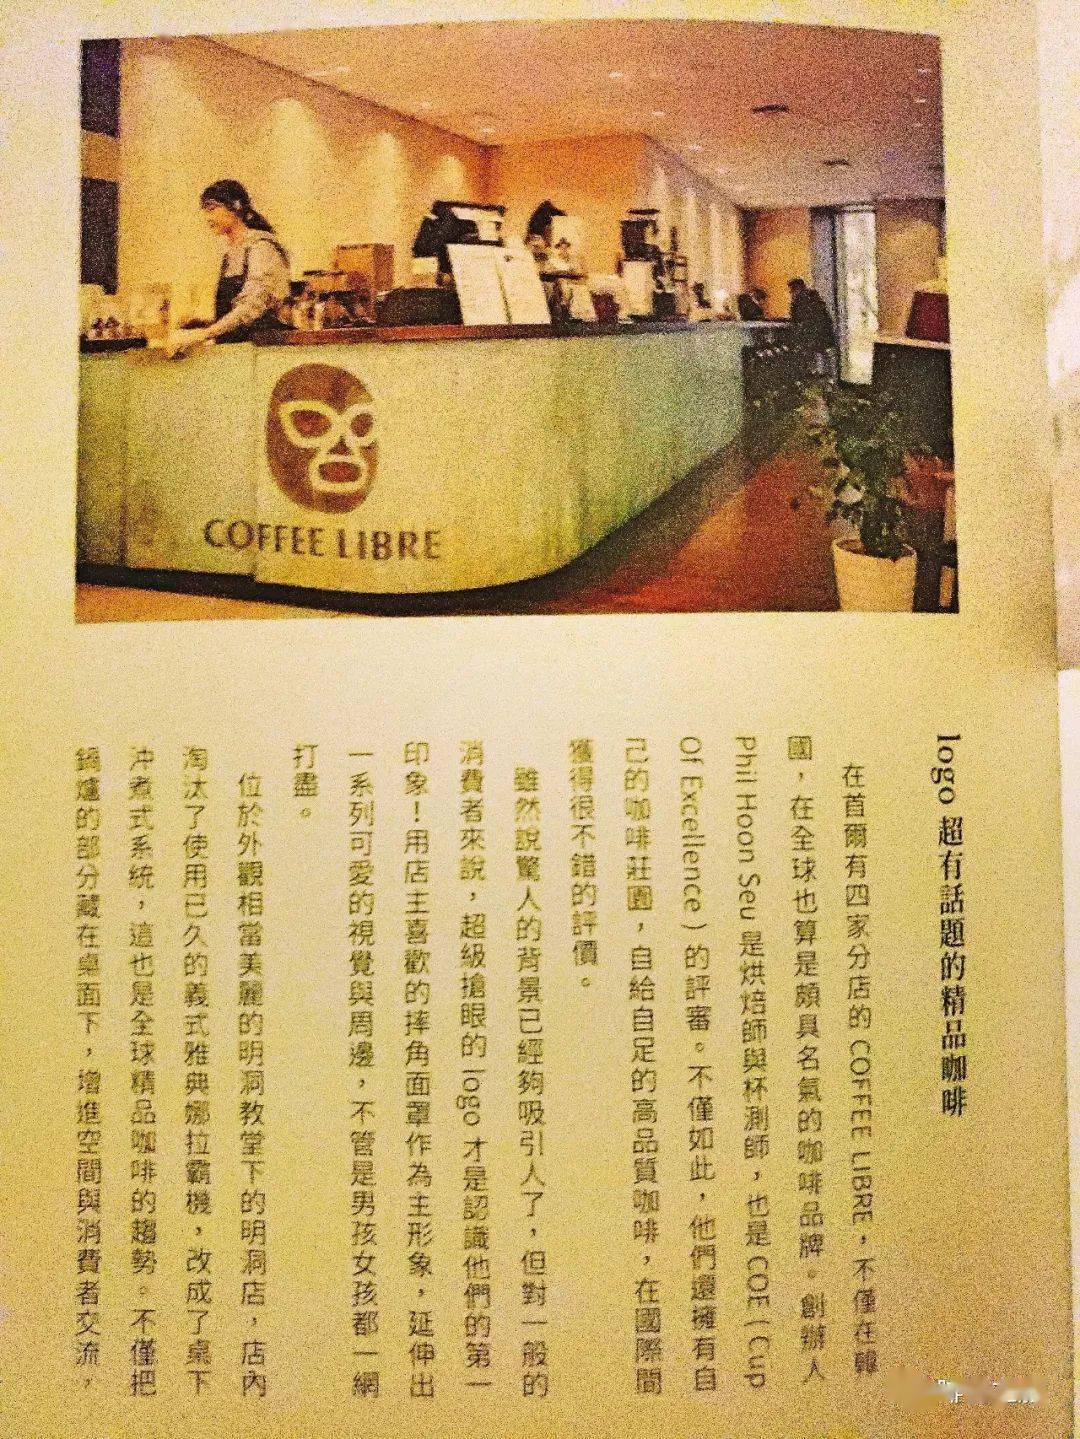 COFFEE LIBRE
logo 超有話題的精品咖啡
在首爾有四家分店的 COFFEE LIBRE，不僅在韓
國，在全球也算是頗具名氣的咖啡品牌。創辦人
Phil Hoon Seu 是烘焙師與杯測師，也是 COE（Cup
Of Excellence）的評審。不僅如此，他們還擁有自
己的咖啡莊園，自給自足的高品質咖啡，在國際間
獲得很不錯的評價。
雖然說驚人的背景已經夠吸引人了，但對一般的
消費者來說，超級搶眼的 logo 才是認識他們的第一
印象！用店主喜歡的摔角面罩作為主形象，延伸出
一系列可愛的視覺與周邊，不管是男孩女孩都一網
打盡。
位於外觀相當美麗的明洞教堂下的明洞店，店內
淘汰了使用已久的義式雅典娜拉霸機，改成了桌下
沖煮式系統，這也是全球精品咖啡的趨勢。不僅把
鍋爐的部分藏在桌面下，增進空間與消費者交流，